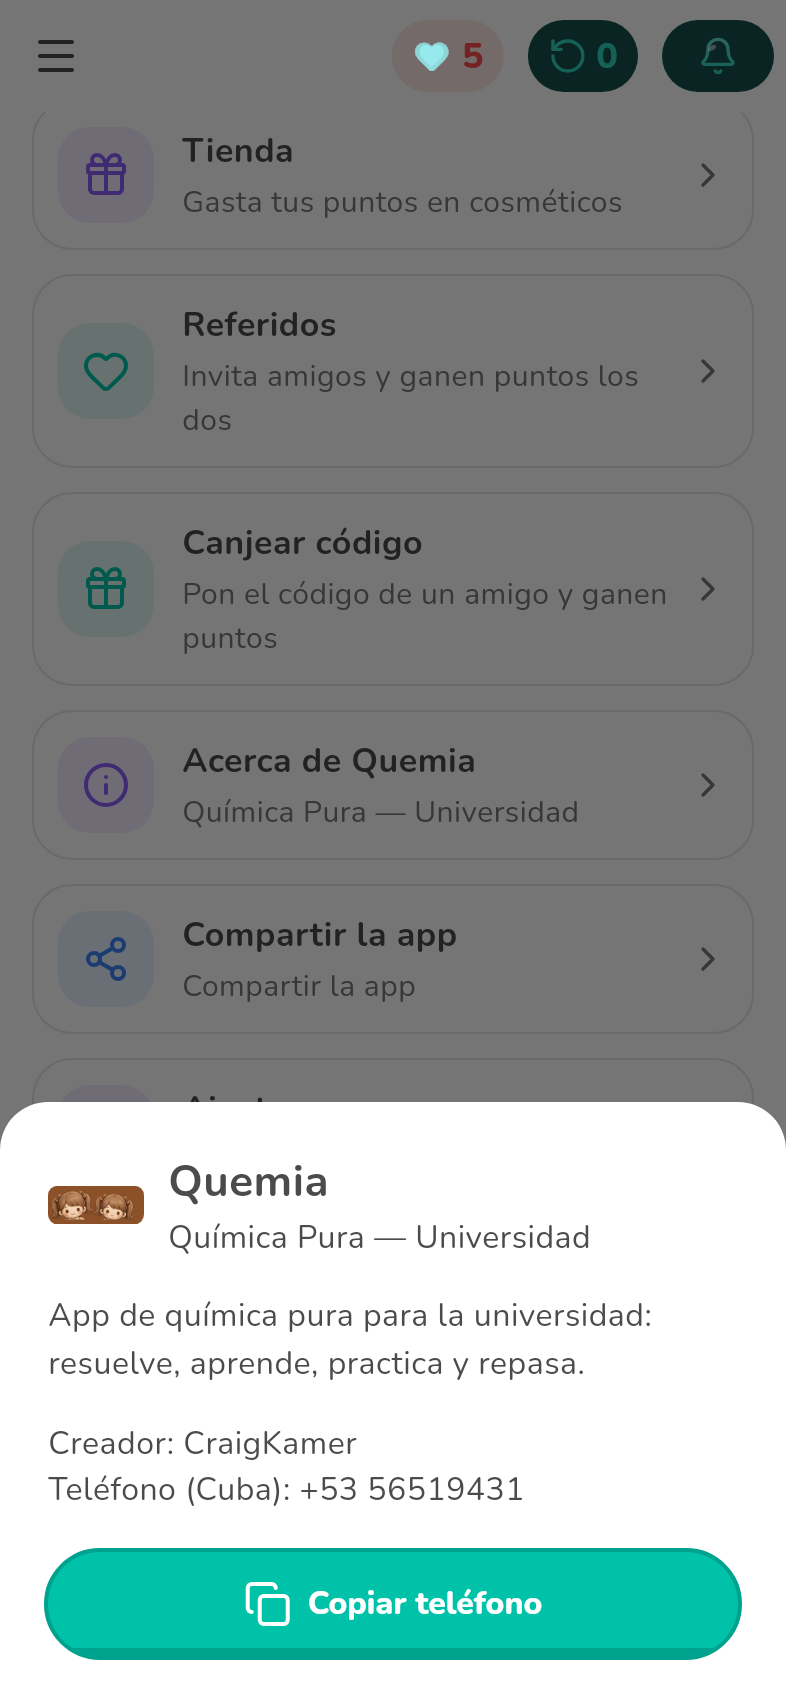 5
0
Tienda
Gasta tus puntos en cosméticos
Referidos
Invita amigos y ganen puntos los
dos
Canjear código
Pon el código de un amigo y ganen
puntos
Acerca de Quemia
Química Pura — Universidad
Compartir la app
Compartir la app
Quemia
Química Pura — Universidad
App de química pura para la universidad:
resuelve, aprende, practica y repasa.
Creador: CraigKamer
Teléfono (Cuba): +53 56519431
Copiar teléfono